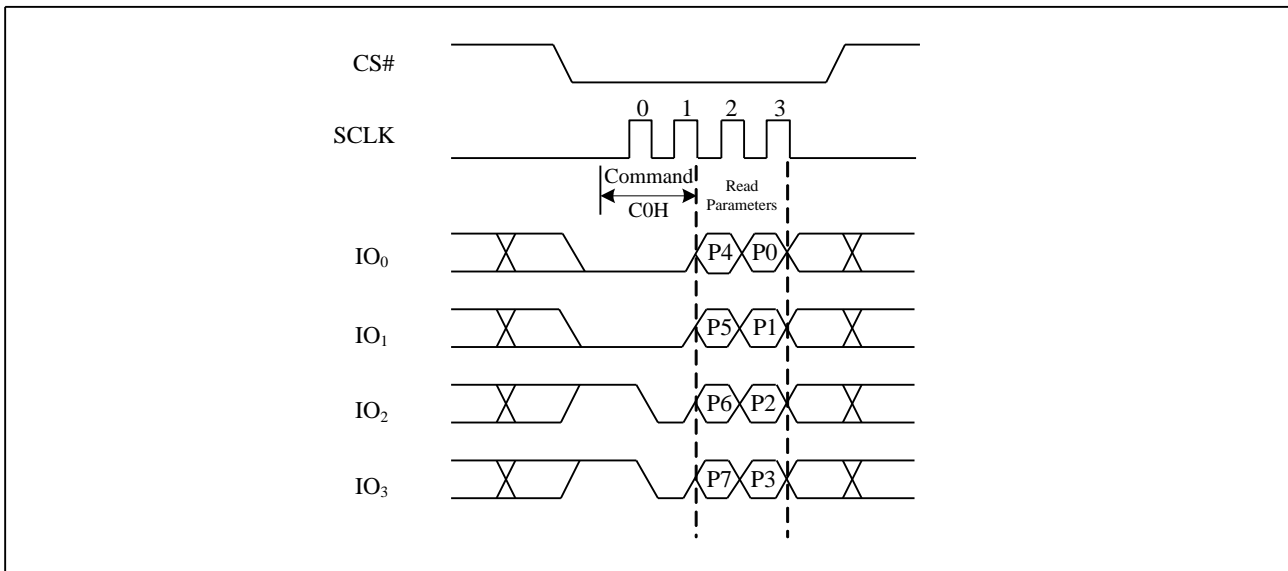 CS#
0 1 2 3
SCLK
Command
C0H
Read
Parameters
IO0 P4 P0
IO1 P5 P1
IO2 P6 P2
IO3 P7 P3